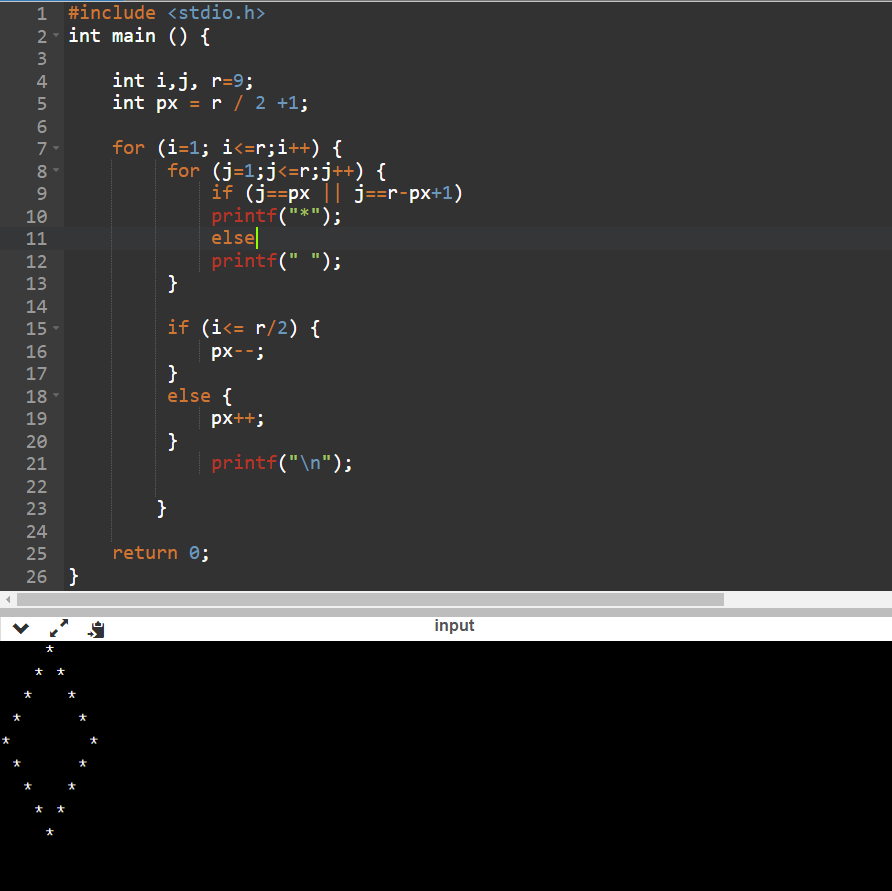 1 #include <stdio.h>
2 int main () {
3
4     int i,j, r=9;
5     int px = r / 2 +1;
6
7     for (i=1; i<=r;i++) {
8          for (j=1;j<=r;j++) {
9              if (j==px || j==r-px+1)
10             printf("*");
11             else
12             printf(" ");
13         }
14
15         if (i<= r/2) {
16             px--;
17         }
18         else {
19             px++;
20         }
21             printf("\n");
22
23        }
24
25    return 0;
26 }
input
    *
   * *
  *   *
 *     *
*       *
 *     *
  *   *
   * *
    *